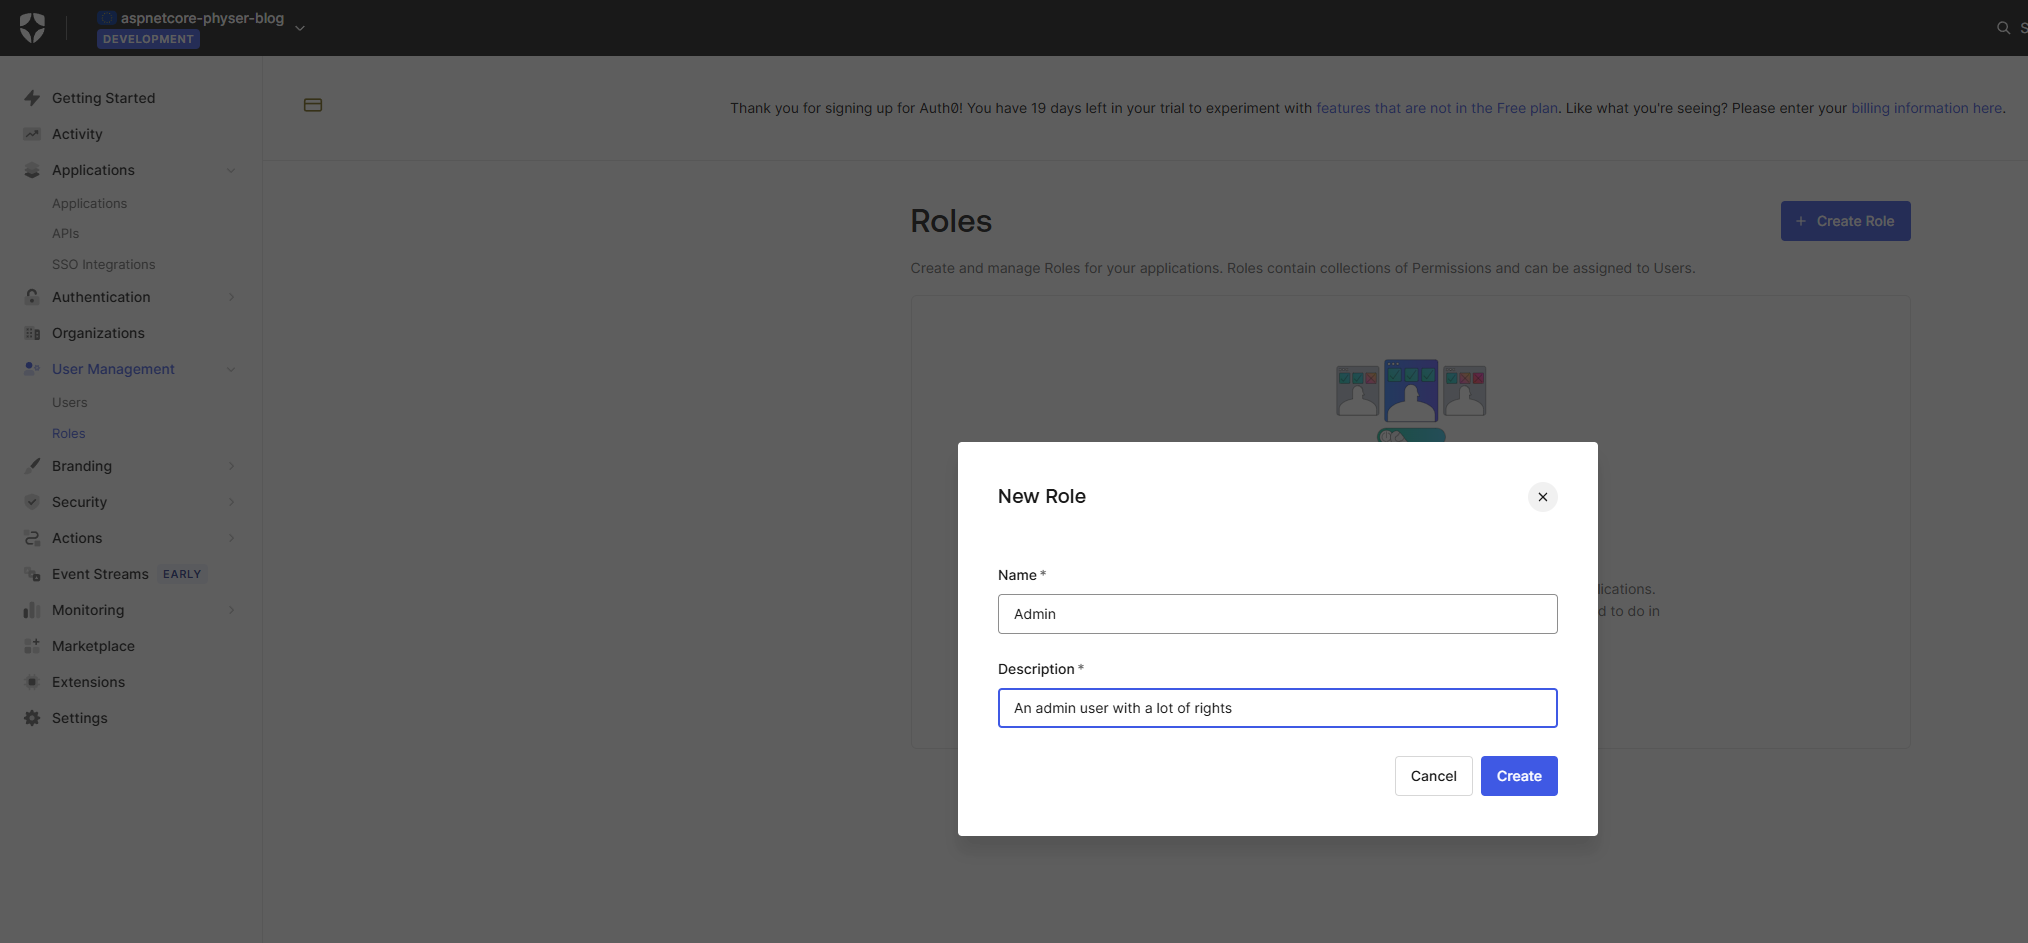 aspnetcore-physer-blog
DEVELOPMENT
S
Getting Started
Activity
Applications
Applications
APIs
SSO Integrations
Authentication
Organizations
User Management
Users
Roles
Branding
Security
Actions
Event Streams EARLY
Monitoring
Marketplace
Extensions
Settings
Thank you for signing up for Auth0! You have 19 days left in your trial to experiment with features that are not in the Free plan. Like what you're seeing? Please enter your billing information here.
Roles
+ Create Role
Create and manage Roles for your applications. Roles contain collections of Permissions and can be assigned to Users.
lications.
d to do in
New Role
Name *
Admin
Description *
An admin user with a lot of rights
Cancel
Create